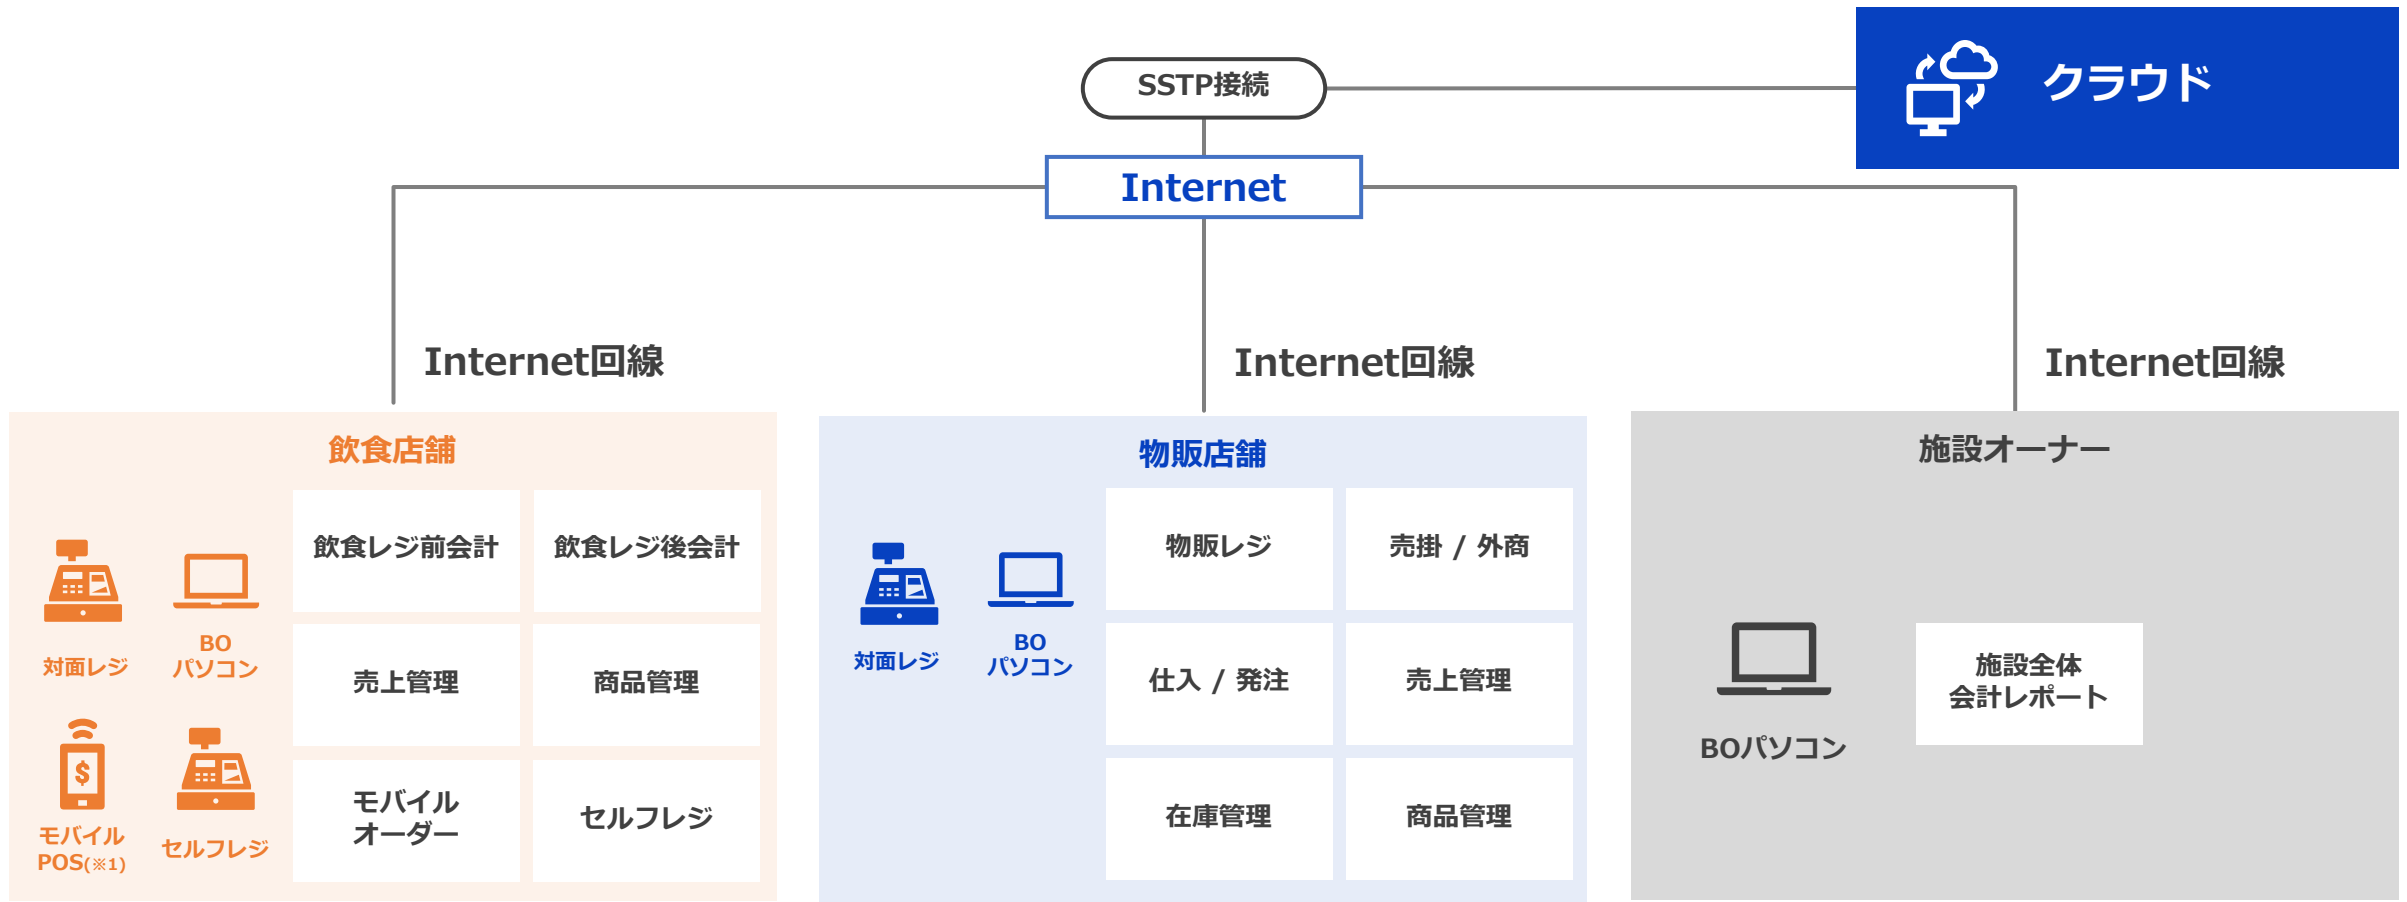 SSTP接続
クラウド
Internet
Internet回線
Internet回線
Internet回線
飲食店舗
対面レジ
BO
パソコン
モバイル
POS(※1)
セルフレジ
飲食レジ前会計
飲食レジ後会計
売上管理
商品管理
モバイル
オーダー
セルフレジ
物販店舗
対面レジ
BO
パソコン
物販レジ
売掛 / 外商
仕入 / 発注
売上管理
在庫管理
商品管理
施設オーナー
BOパソコン
施設全体
会計レポート
$